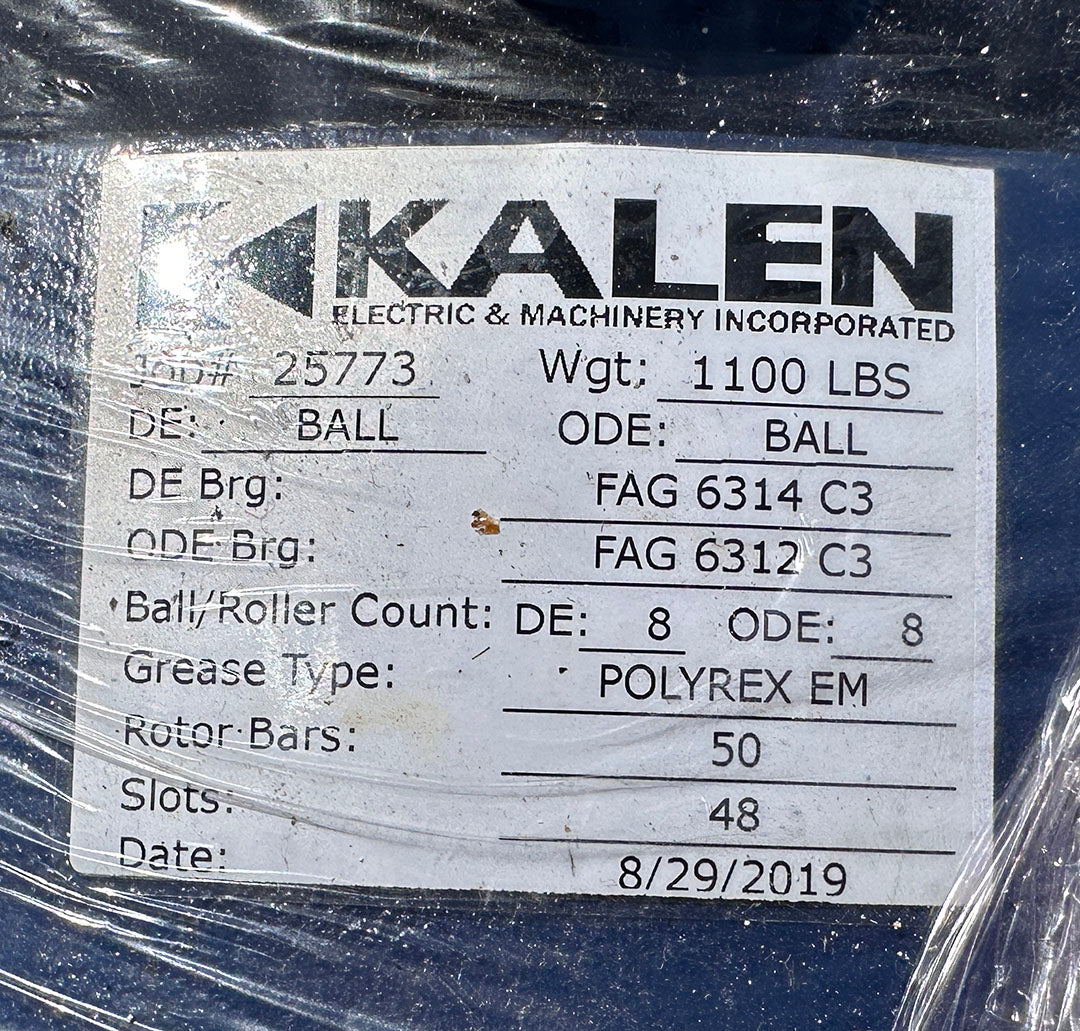 KALEN
ELECTRIC & MACHINERY INCORPORATED
Job# 25773 Wgt: 1100 LBS
DE: BALL ODE: BALL
DE Brg: FAG 6314 C3
ODE Brg: FAG 6312 C3
Ball/Roller Count: DE: 8 ODE: 8
Grease Type: POLYREX EM
Rotor Bars: 50
Slots: 48
Date: 8/29/2019